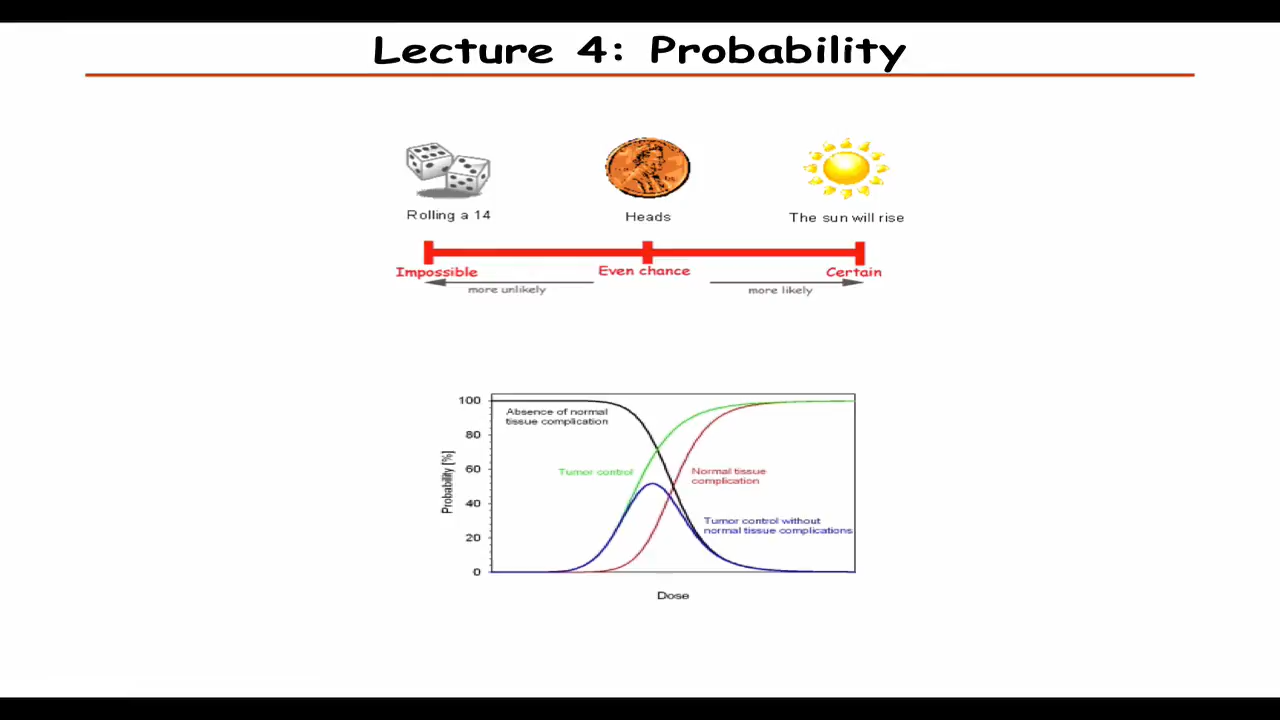 Lecture 4: Probability
Rolling a 14
Heads
The sun will rise
Impossible
Even chance
Certain
more unlikely
more likely
100
80
60
40
20
0
Probability [%]
Absence of normal
tissue complication
Tumor control
Normal tissue
complication
Tumor control without
normal tissue complications
Dose